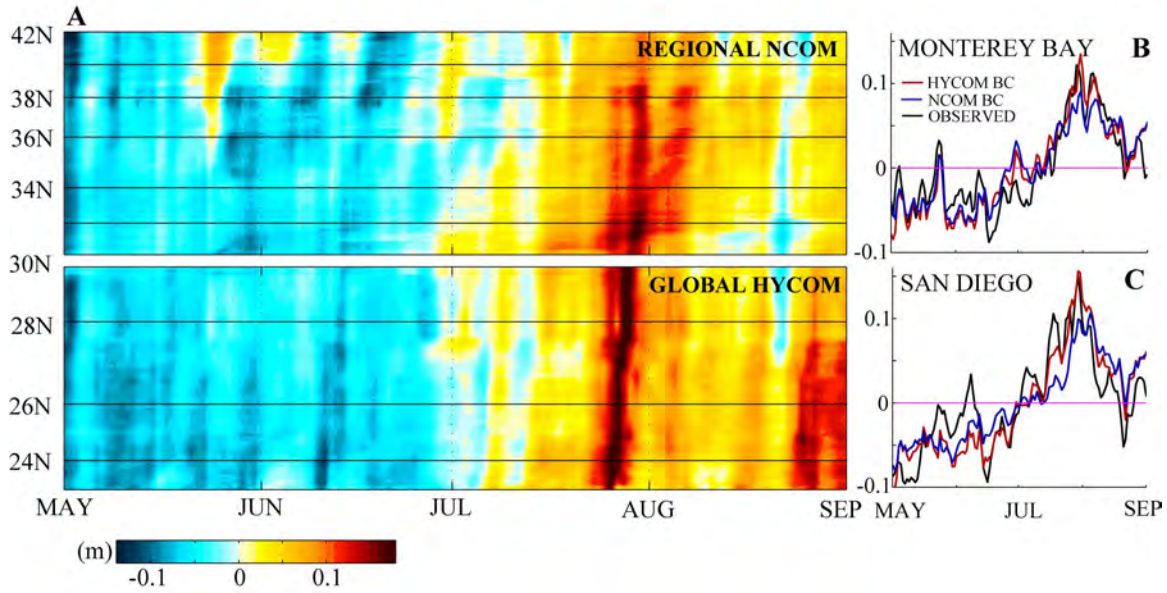 A
42N
REGIONAL NCOM
38N
36N
34N
30N
GLOBAL HYCOM
28N
26N
24N
MAY JUN JUL AUG SEP
(m)
-0.1 0 0.1
MONTEREY BAY B
0.1
HYCOM BC
NCOM BC
OBSERVED
0
-0.1
SAN DIEGO C
0.1
0
-0.1
MAY JUL SEP